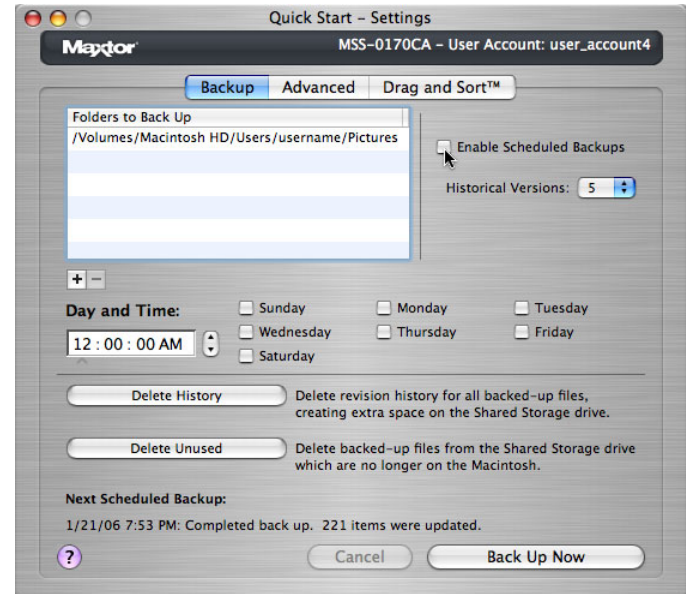 Quick Start – Settings
Maxtor
MSS-0170CA – User Account: user_account4
Backup Advanced Drag and Sort™
Folders to Back Up
/Volumes/Macintosh HD/Users/username/Pictures
Enable Scheduled Backups
Historical Versions: 5
+ −
Day and Time:
12 : 00 : 00 AM
Sunday Monday Tuesday
Wednesday Thursday Friday
Saturday
Delete History
Delete revision history for all backed-up files,
creating extra space on the Shared Storage drive.
Delete Unused
Delete backed-up files from the Shared Storage drive
which are no longer on the Macintosh.
Next Scheduled Backup:
1/21/06 7:53 PM: Completed back up. 221 items were updated.
? Cancel Back Up Now